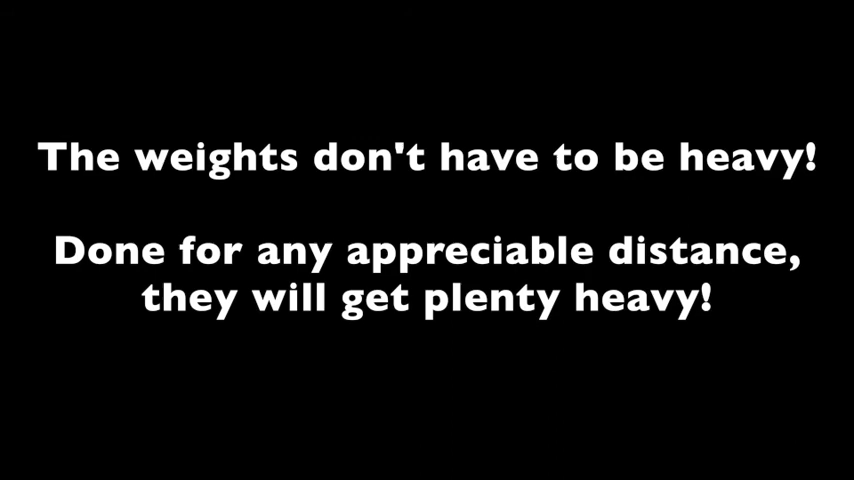 The weights don't have to be heavy!
Done for any appreciable distance,
they will get plenty heavy!